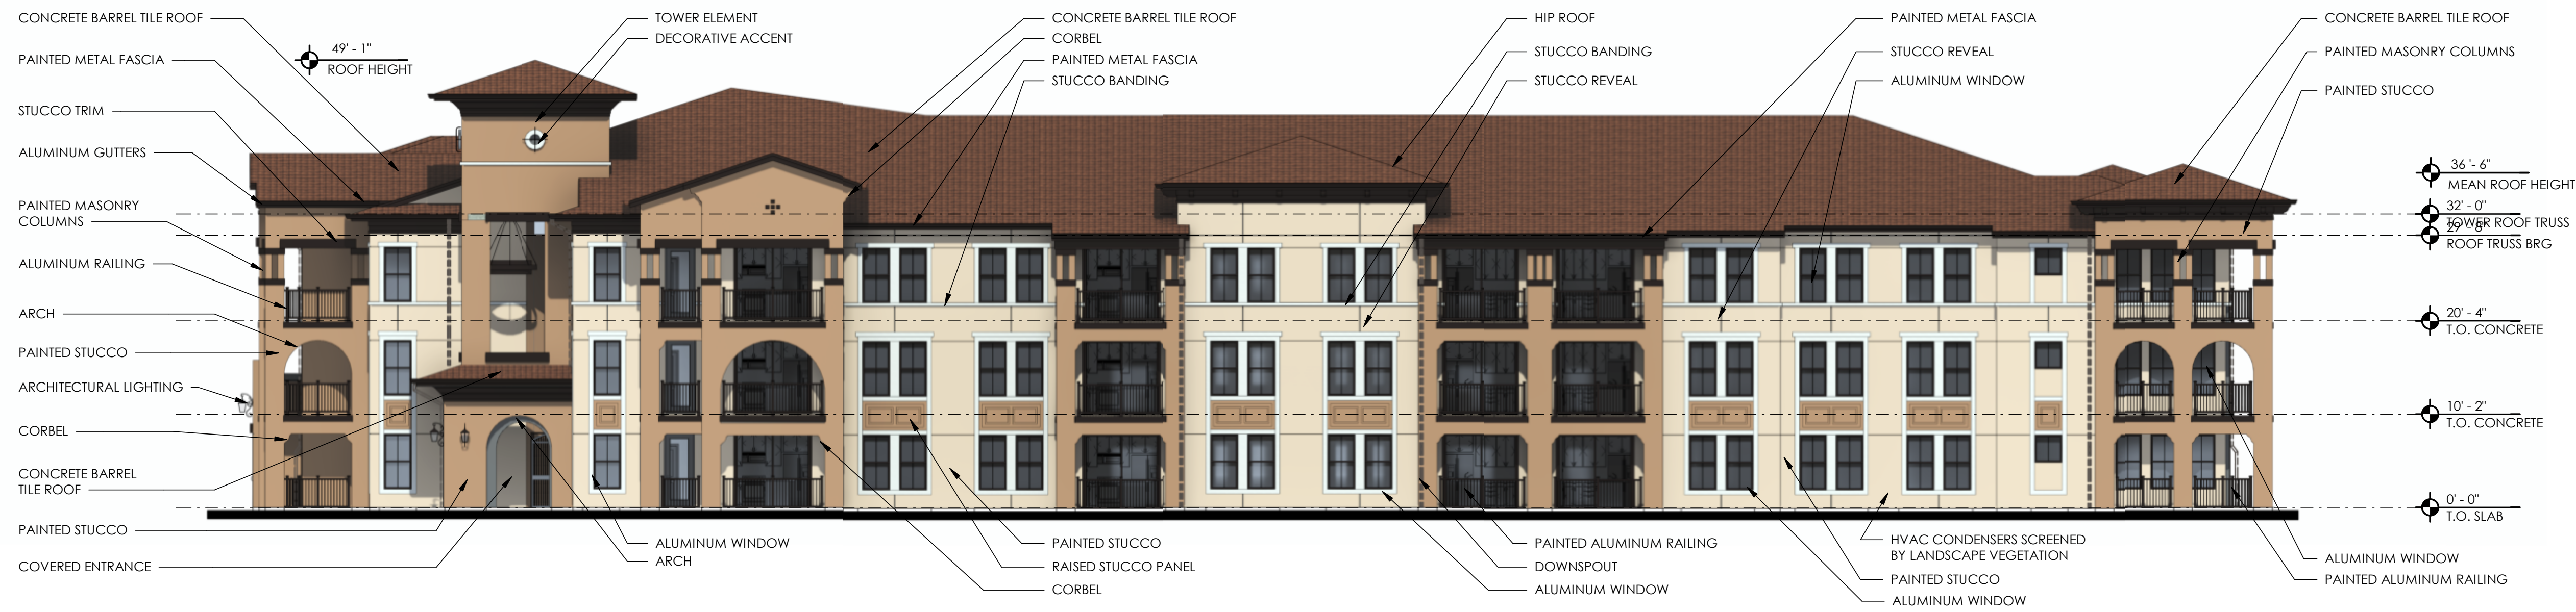 CONCRETE BARREL TILE ROOF
PAINTED METAL FASCIA
STUCCO TRIM
ALUMINUM GUTTERS
PAINTED MASONRY
COLUMNS
ALUMINUM RAILING
ARCH
PAINTED STUCCO
ARCHITECTURAL LIGHTING
CORBEL
CONCRETE BARREL
TILE ROOF
PAINTED STUCCO
COVERED ENTRANCE
49' - 1"
ROOF HEIGHT
TOWER ELEMENT
DECORATIVE ACCENT
ALUMINUM WINDOW
ARCH
CONCRETE BARREL TILE ROOF
CORBEL
PAINTED METAL FASCIA
STUCCO BANDING
PAINTED STUCCO
RAISED STUCCO PANEL
CORBEL
HIP ROOF
STUCCO BANDING
STUCCO REVEAL
PAINTED ALUMINUM RAILING
DOWNSPOUT
ALUMINUM WINDOW
PAINTED METAL FASCIA
STUCCO REVEAL
ALUMINUM WINDOW
HVAC CONDENSERS SCREENED
BY LANDSCAPE VEGETATION
PAINTED STUCCO
ALUMINUM WINDOW
CONCRETE BARREL TILE ROOF
PAINTED MASONRY COLUMNS
PAINTED STUCCO
36 '- 6"
MEAN ROOF HEIGHT
32' - 0"
TOWER ROOF TRUSS
29' - 8"
ROOF TRUSS BRG
20' - 4"
T.O. CONCRETE
10' - 2"
T.O. CONCRETE
0' - 0"
T.O. SLAB
ALUMINUM WINDOW
PAINTED ALUMINUM RAILING